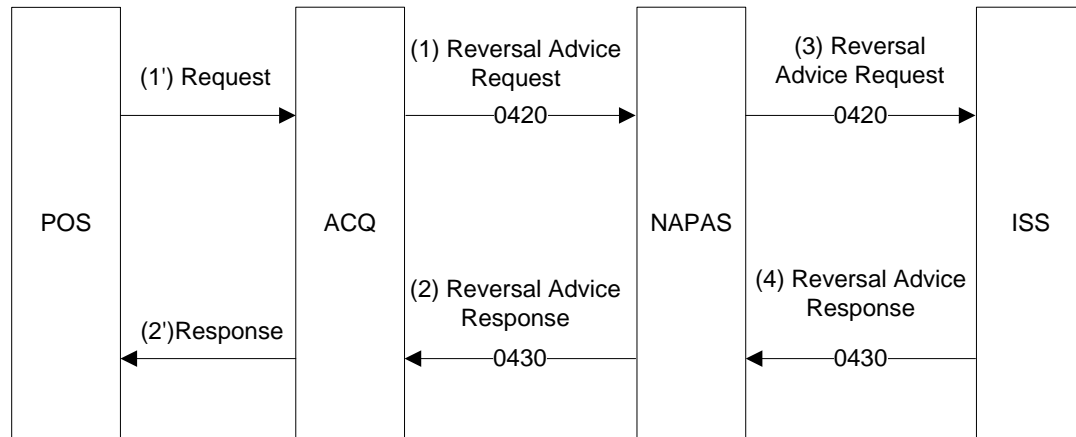 (1') Request
(1) Reversal Advice
Request
0420
(3) Reversal
Advice Request
0420
POS
ACQ
NAPAS
ISS
(2')Response
(2) Reversal Advice
Response
0430
(4) Reversal Advice
Response
0430